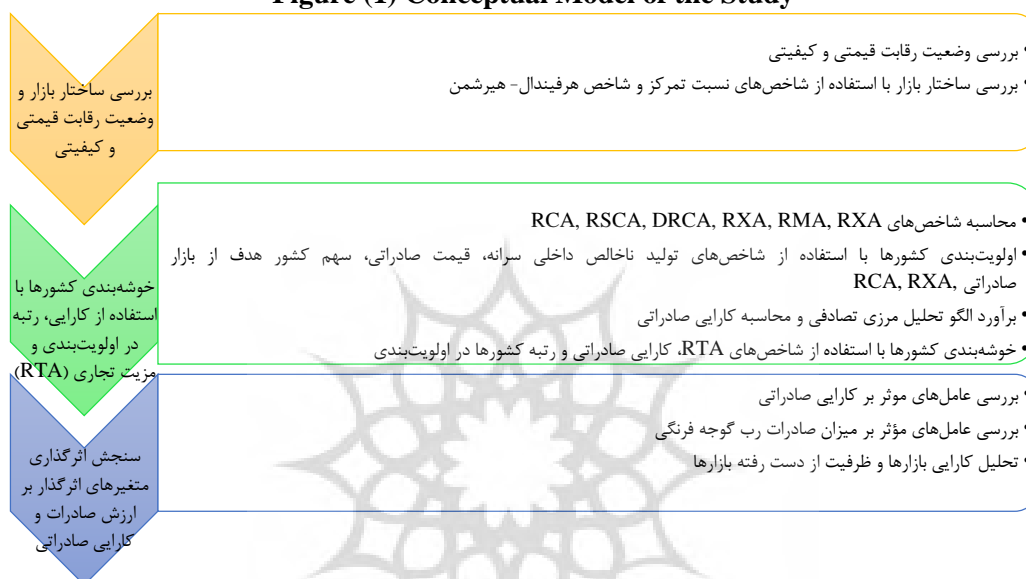 Figure (1) Conceptual Model of the Study
بررسی ساختار بازار و
وضعیت رقابت قیمتی
و کیفیتی
• بررسی وضعیت رقابت قیمتی و کیفیتی
• بررسی ساختار بازار با استفاده از شاخص‌های نسبت تمرکز و شاخص هرفیندال- هیرشمن
خوشه‌بندی کشورها با
استفاده از کارایی، رتبه
در اولویت‌بندی و
مزیت تجاری (RTA)
• محاسبه شاخص‌های RCA, RSCA, DRCA, RXA, RMA, RXA
• اولویت‌بندی کشورها با استفاده از شاخص‌های تولید ناخالص داخلی سرانه، قیمت صادراتی، سهم کشور هدف از بازار
صادراتی RCA, RXA,
• برآورد الگو تحلیل مرزی تصادفی و محاسبه کارایی صادراتی
• خوشه‌بندی کشورها با استفاده از شاخص‌های RTA، کارایی صادراتی و رتبه کشورها در اولویت‌بندی
سنجش اثرگذاری
متغیرهای اثرگذار بر
ارزش صادرات و
کارایی صادراتی
• بررسی عامل‌های موثر بر کارایی صادراتی
• بررسی عامل‌های مؤثر بر میزان صادرات رب گوجه فرنگی
• تحلیل کارایی بازارها و ظرفیت از دست رفته بازارها